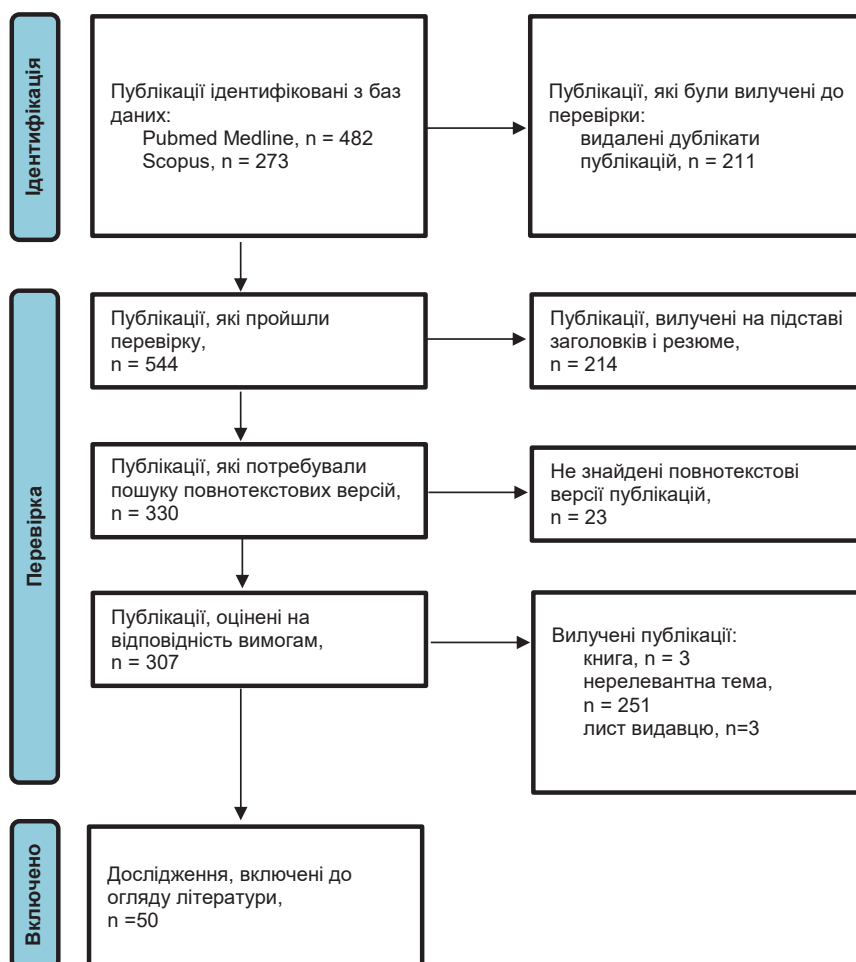 Ідентифікація
Публікації ідентифіковані з баз
даних:
Pubmed Medline, n = 482
Scopus, n = 273
Публікації, які були вилучені до
перевірки:
видалені дублікати
публікацій, n = 211
Перевірка
Публікації, які пройшли
перевірку,
n = 544
Публікації, вилучені на підставі
заголовків і резюме,
n = 214
Публікації, які потребували
пошуку повнотекстових версій,
n = 330
Не знайдені повнотекстові
версії публікацій,
n = 23
Публікації, оцінені на
відповідність вимогам,
n = 307
Вилучені публікації:
книга, n = 3
нерелевантна тема,
n = 251
лист видавцю, n=3
Включено
Дослідження, включені до
огляду літератури,
n =50